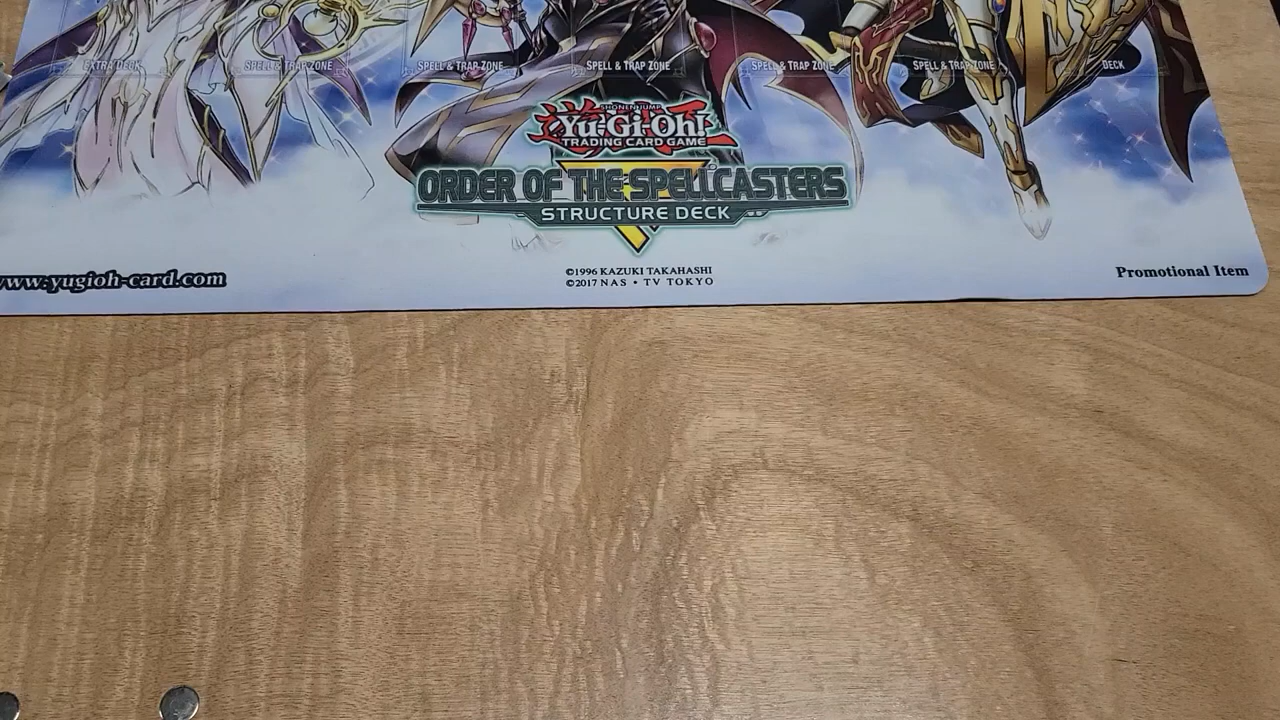 EXTRA DECK
SPELL & TRAP ZONE
SPELL & TRAP ZONE
SPELL & TRAP ZONE
SPELL & TRAP ZONE
SPELL & TRAP ZONE
DECK
SHONEN JUMP
Yu-Gi-Oh!
TRADING CARD GAME
ORDER OF THE SPELLCASTERS
STRUCTURE DECK
www.yugioh-card.com
©1996 KAZUKI TAKAHASHI
©2017 NAS • TV TOKYO
Promotional Item